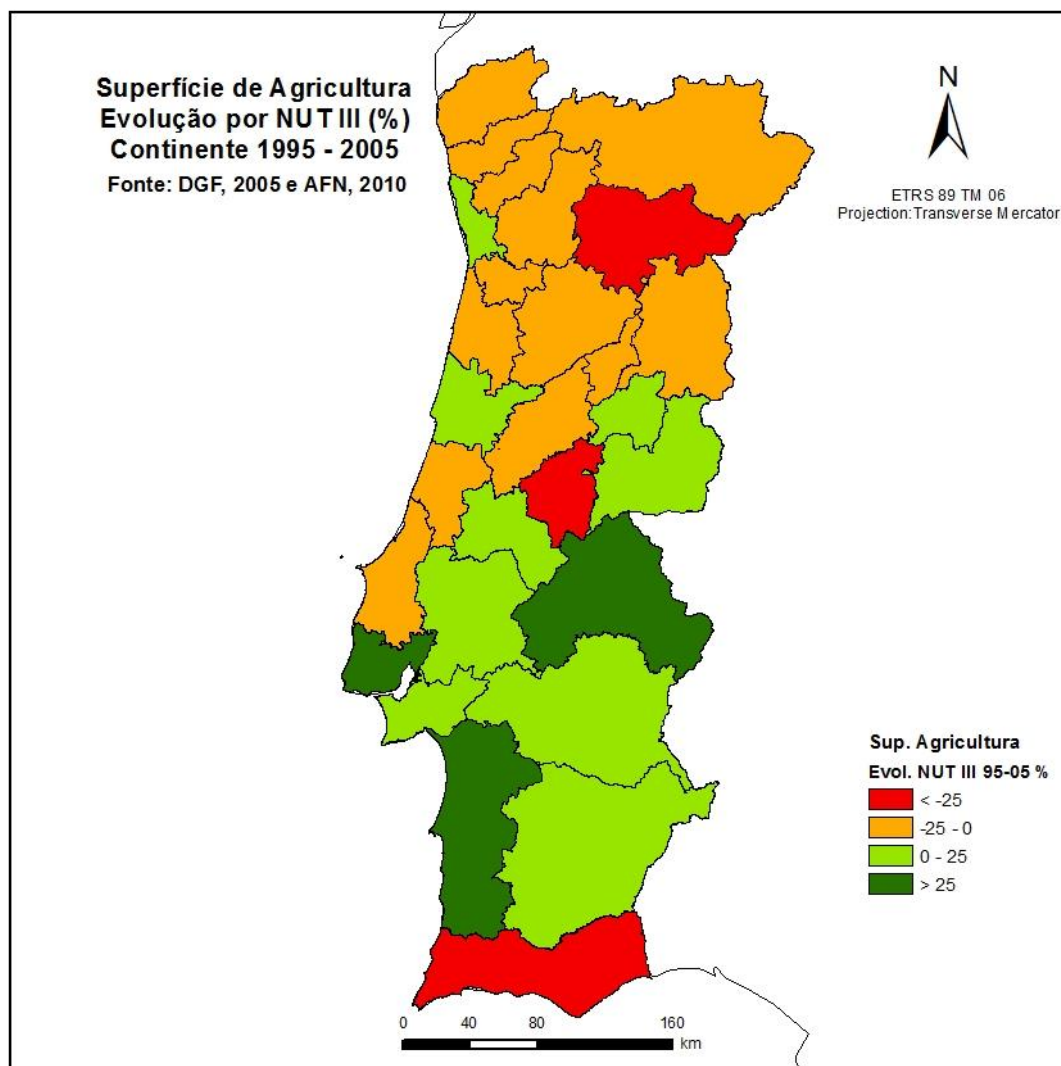 Superfície de Agricultura
Evolução por NUT III (%)
Continente 1995 - 2005
Fonte: DGF, 2005 e AFN, 2010
N
ETRS 89 TM 06
Projection: Transverse Mercator
Sup. Agricultura
Evol. NUT III 95-05 %
< -25
-25 - 0
0 - 25
> 25
0 40 80 160
km